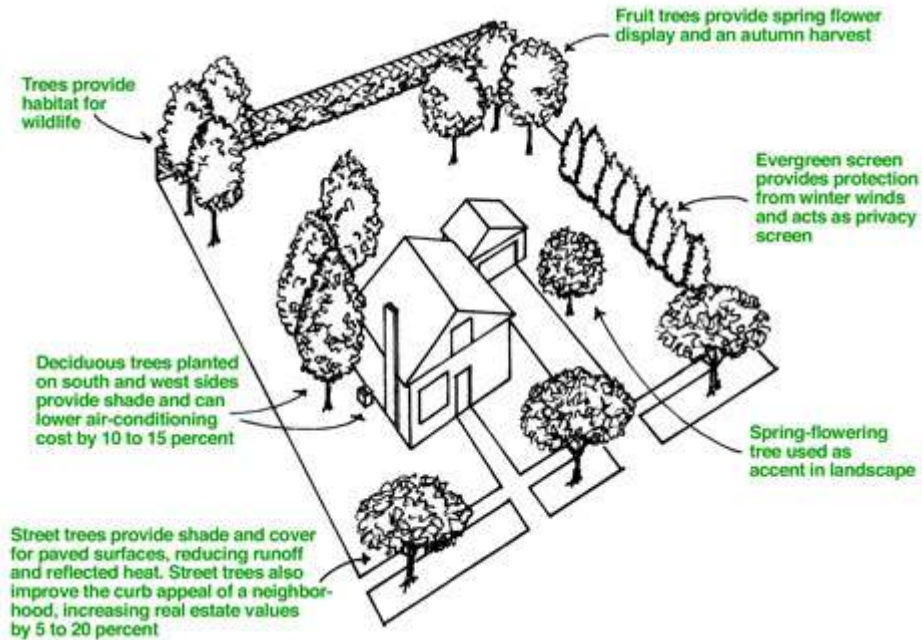 Fruit trees provide spring flower
display and an autumn harvest
Trees provide
habitat for
wildlife
Evergreen screen
provides protection
from winter winds
and acts as privacy
screen
Deciduous trees planted
on south and west sides
provide shade and can
lower air-conditioning
cost by 10 to 15 percent
Spring-flowering
tree used as
accent in landscape
Street trees provide shade and cover
for paved surfaces, reducing runoff
and reflected heat. Street trees also
improve the curb appeal of a neighbor-
hood, increasing real estate values
by 5 to 20 percent